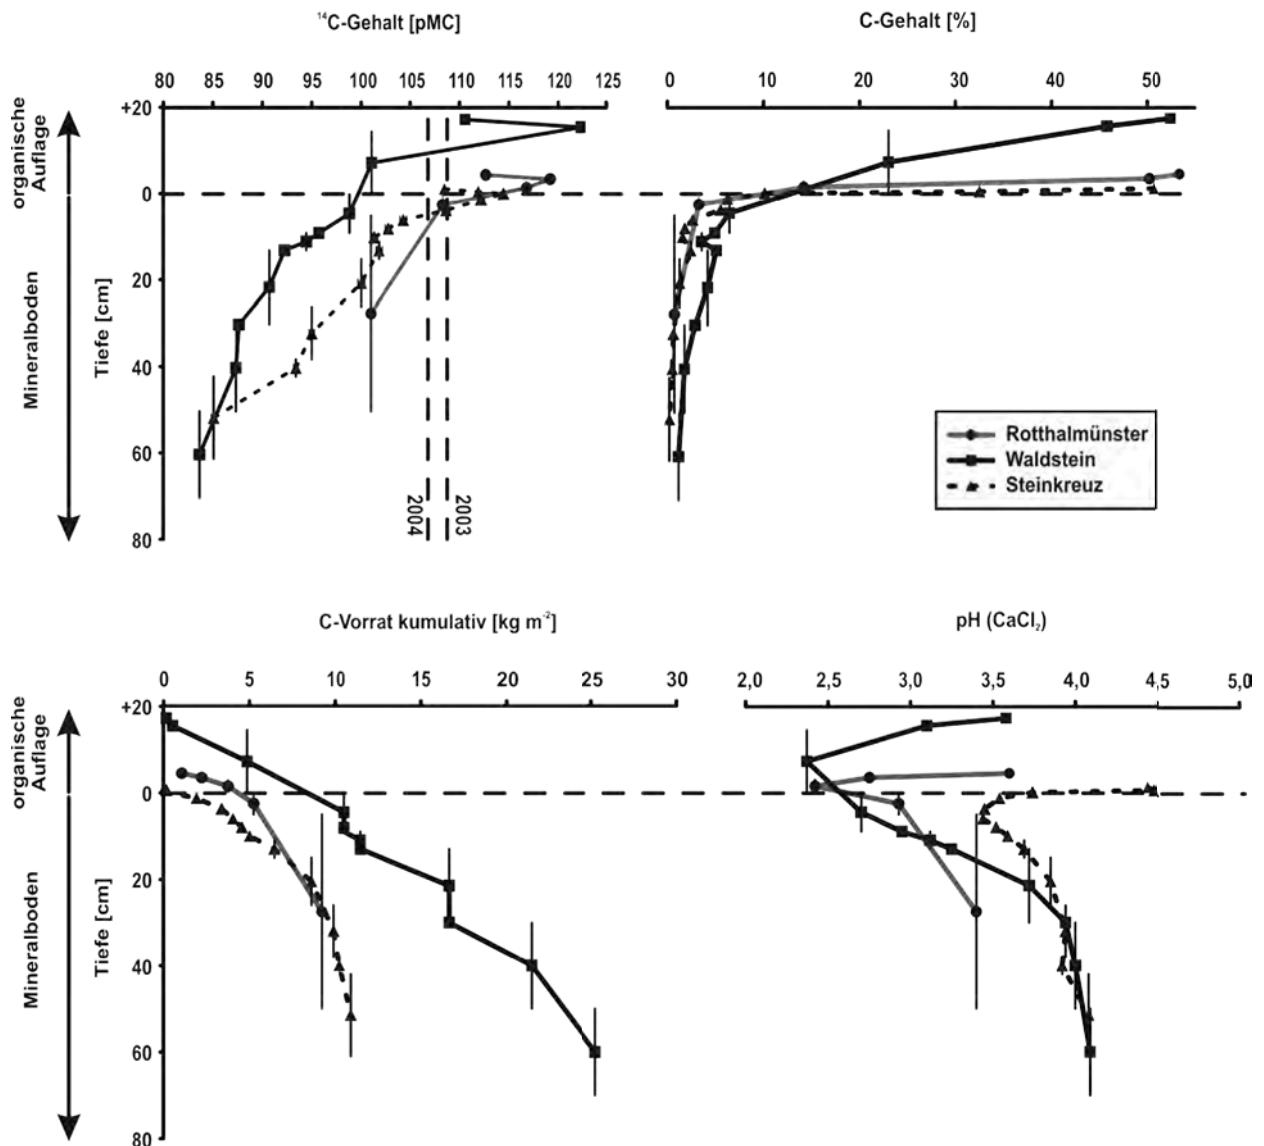 ¹⁴C-Gehalt [pMC]
80 85 90 95 100 105 110 115 120 125
C-Gehalt [%]
0 10 20 30 40 50
+20
0
20
40
60
80
organische Auflage
Mineralboden
Tiefe [cm]
2004
2003
Rotthalmünster
Waldstein
Steinkreuz
C-Vorrat kumulativ [kg m⁻²]
0 5 10 15 20 25 30
pH (CaCl₂)
2,0 2,5 3,0 3,5 4,0 4,5 5,0
+20
0
20
40
60
80
organische Auflage
Mineralboden
Tiefe [cm]